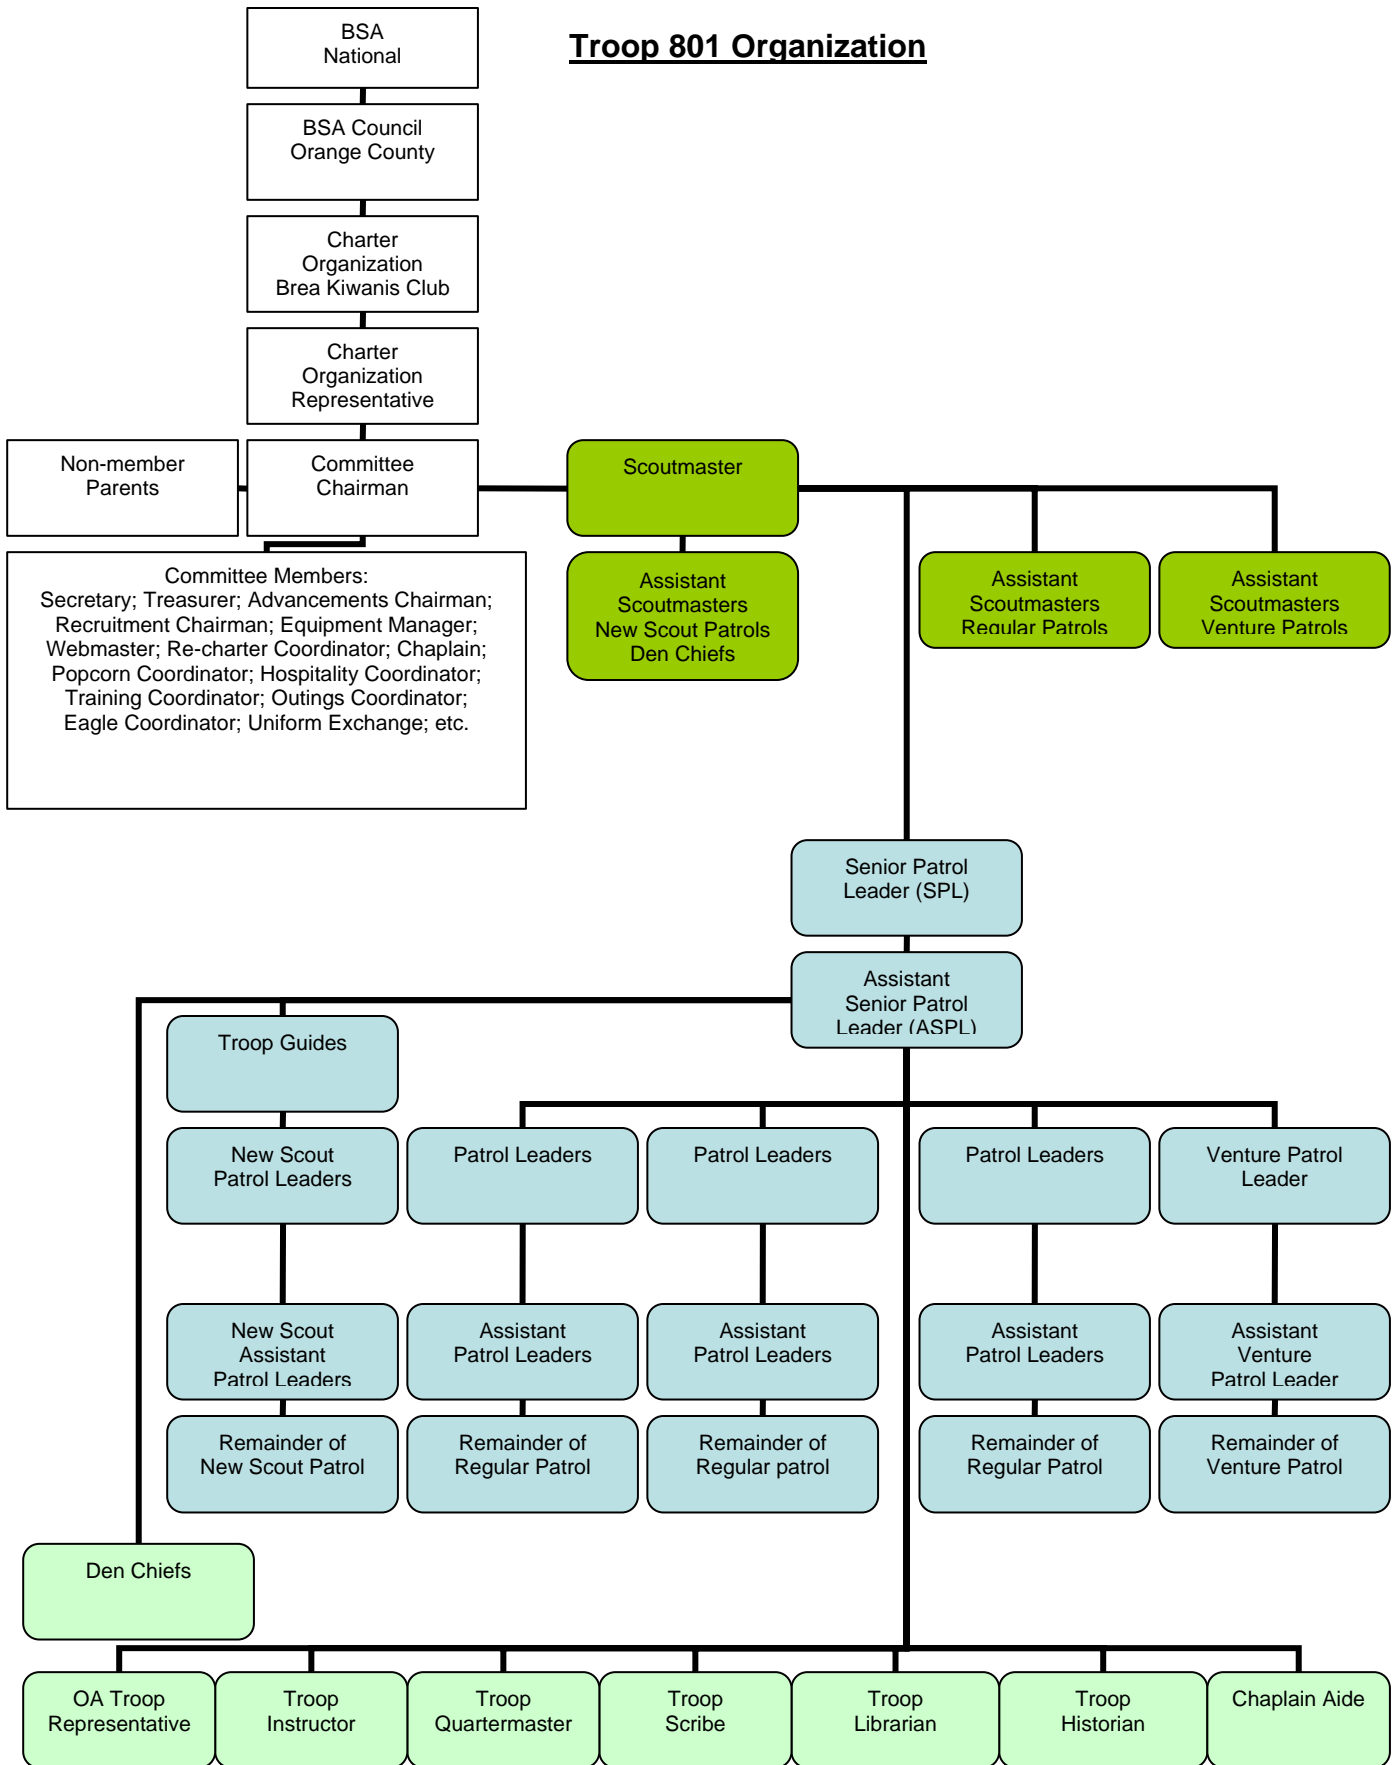 Troop 801 Organization
BSA
National
BSA Council
Orange County
Charter
Organization
Brea Kiwanis Club
Charter
Organization
Representative
Non-member
Parents
Committee
Chairman
Scoutmaster
Committee Members:
Secretary; Treasurer; Advancements Chairman;
Recruitment Chairman; Equipment Manager;
Webmaster; Re-charter Coordinator; Chaplain;
Popcorn Coordinator; Hospitality Coordinator;
Training Coordinator; Outings Coordinator;
Eagle Coordinator; Uniform Exchange; etc.
Assistant
Scoutmasters
New Scout Patrols
Den Chiefs
Assistant
Scoutmasters
Regular Patrols
Assistant
Scoutmasters
Venture Patrols
Senior Patrol
Leader (SPL)
Assistant
Senior Patrol
Leader (ASPL)
Troop Guides
New Scout
Patrol Leaders
Patrol Leaders
Patrol Leaders
Patrol Leaders
Venture Patrol
Leader
New Scout
Assistant
Patrol Leaders
Assistant
Patrol Leaders
Assistant
Patrol Leaders
Assistant
Patrol Leaders
Assistant
Venture
Patrol Leader
Remainder of
New Scout Patrol
Remainder of
Regular Patrol
Remainder of
Regular patrol
Remainder of
Regular Patrol
Remainder of
Venture Patrol
Den Chiefs
OA Troop
Representative
Troop
Instructor
Troop
Quartermaster
Troop
Scribe
Troop
Librarian
Troop
Historian
Chaplain Aide